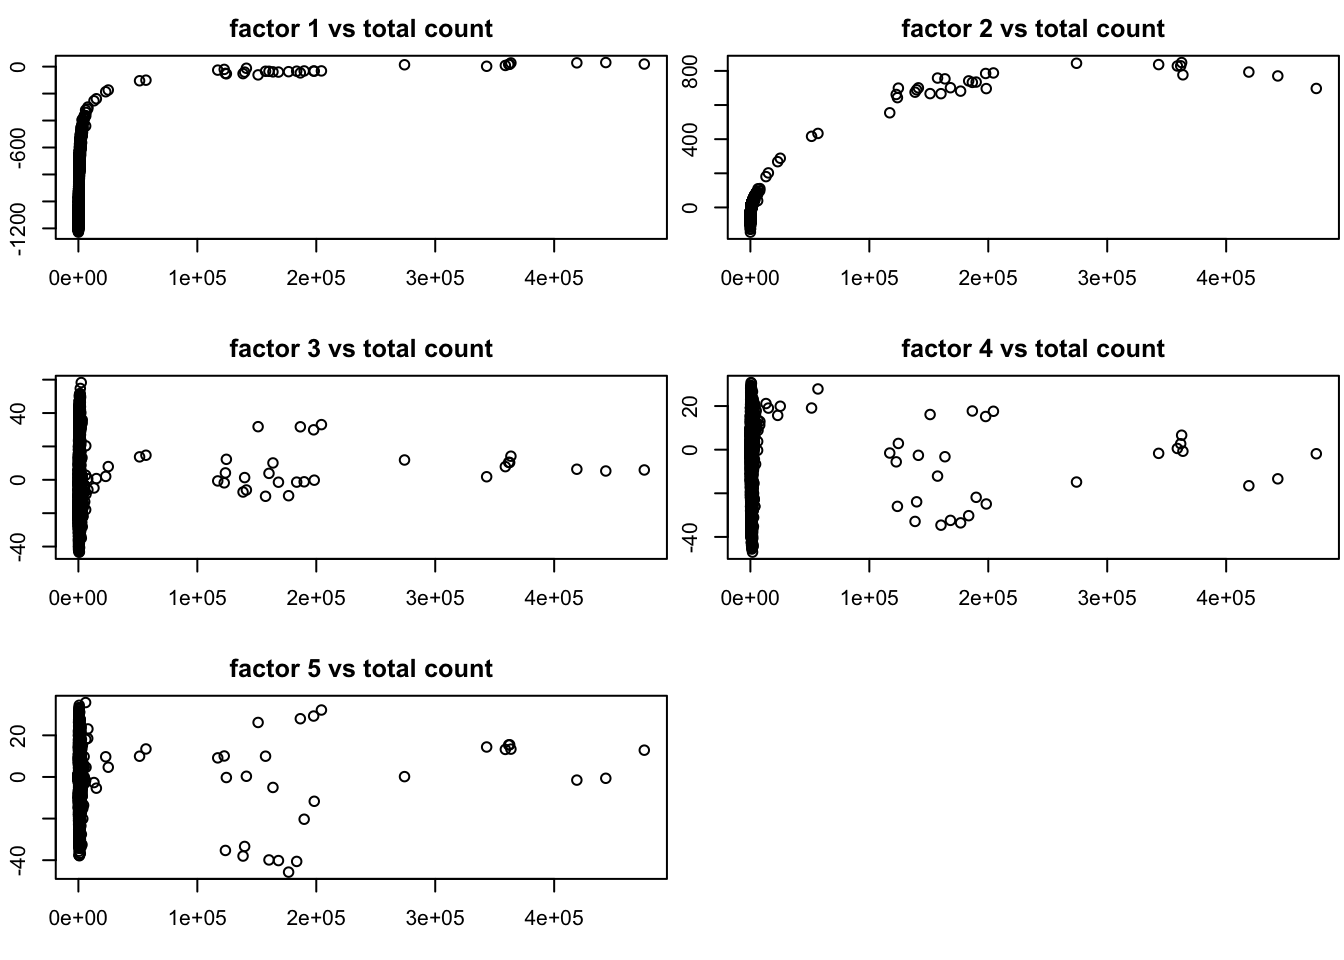 factor 1 vs total count
0
-600
-1200
0e+00 1e+05 2e+05 3e+05 4e+05
factor 2 vs total count
800
400
0
0e+00 1e+05 2e+05 3e+05 4e+05
factor 3 vs total count
40
0
-40
0e+00 1e+05 2e+05 3e+05 4e+05
factor 4 vs total count
20
0
-40
0e+00 1e+05 2e+05 3e+05 4e+05
factor 5 vs total count
20
0
-40
0e+00 1e+05 2e+05 3e+05 4e+05